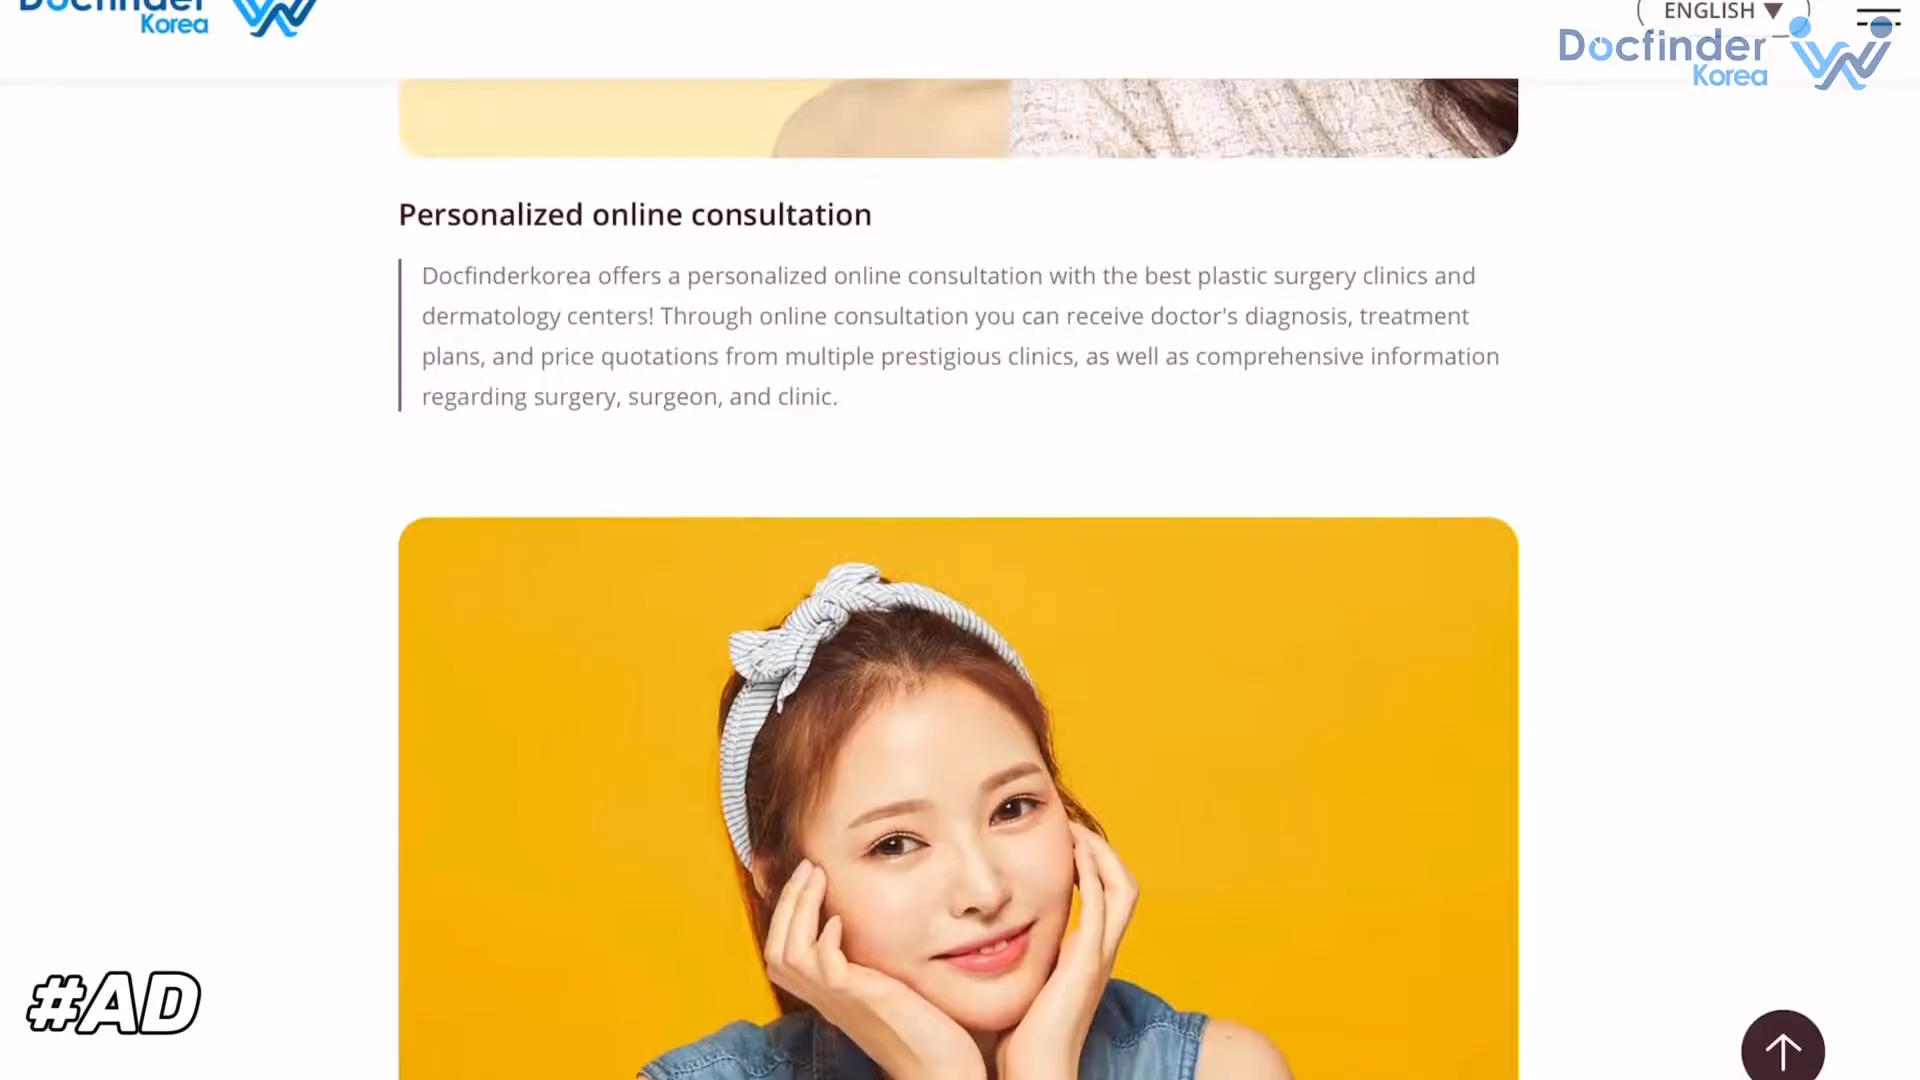 Docfinder
Korea
ENGLISH ▼
Docfinder
Korea
Personalized online consultation
Docfinderkorea offers a personalized online consultation with the best plastic surgery clinics and
dermatology centers! Through online consultation you can receive doctor's diagnosis, treatment
plans, and price quotations from multiple prestigious clinics, as well as comprehensive information
regarding surgery, surgeon, and clinic.
#AD